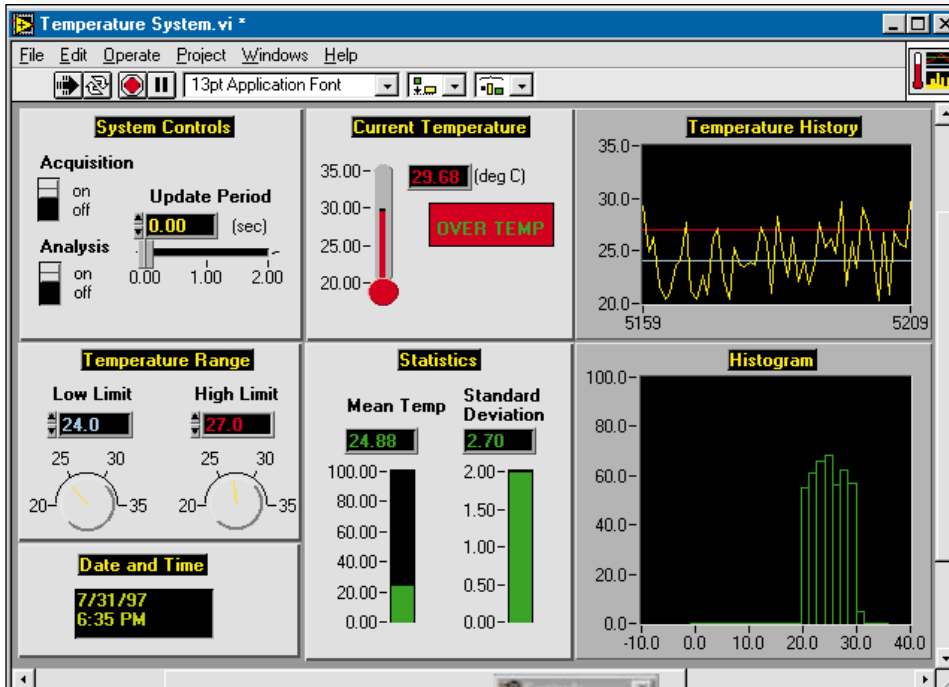 Temperature System.vi *
File Edit Operate Project Windows Help
13pt Application Font
System Controls
Acquisition
on
off
Update Period
0.00 (sec)
0.00 1.00 2.00
Analysis
on
off
Current Temperature
35.00
30.00
25.00
20.00
29.68 (deg C)
OVER TEMP
Temperature History
35.0
30.0
25.0
20.0
5159 5209
Temperature Range
Low Limit
24.0
20 25 30 35
High Limit
27.0
20 25 30 35
Date and Time
7/31/97
6:35 PM
Statistics
Mean Temp
24.88
100.00
80.00
60.00
40.00
20.00
0.00
Standard
Deviation
2.70
2.00
1.50
1.00
0.50
0.00
Histogram
100.0
80.0
60.0
40.0
20.0
0.0
-10.0 0.0 10.0 20.0 30.0 40.0